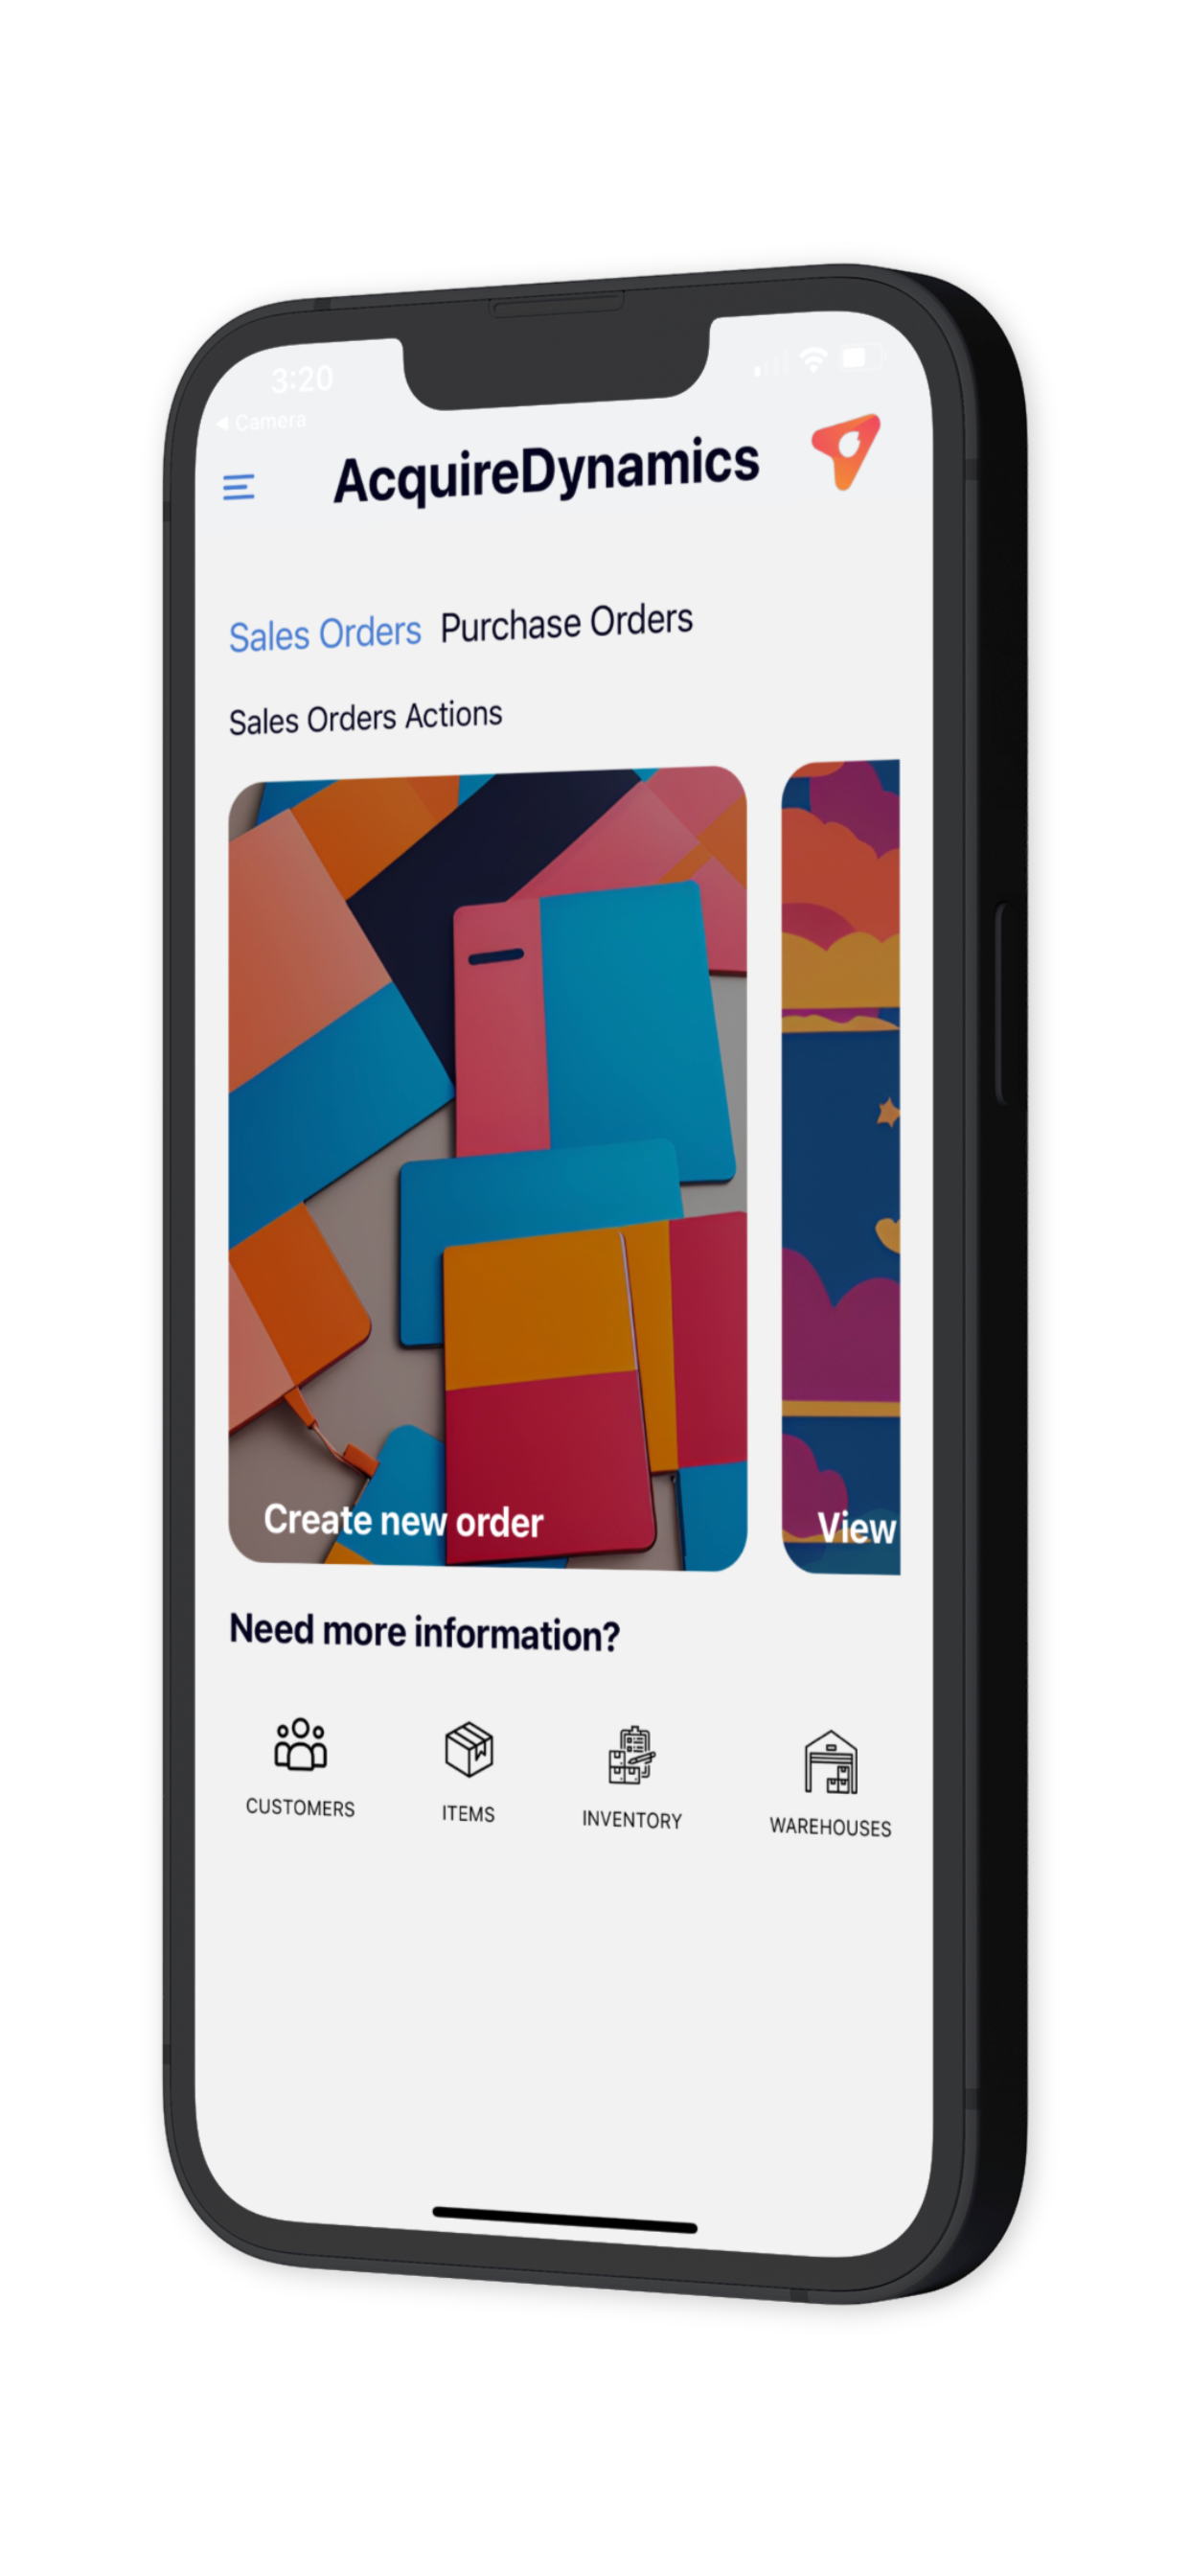 3:20
◀ Camera
AcquireDynamics
Sales Orders Purchase Orders
Sales Orders Actions
Create new order
View
Need more information?
CUSTOMERS ITEMS INVENTORY WAREHOUSES